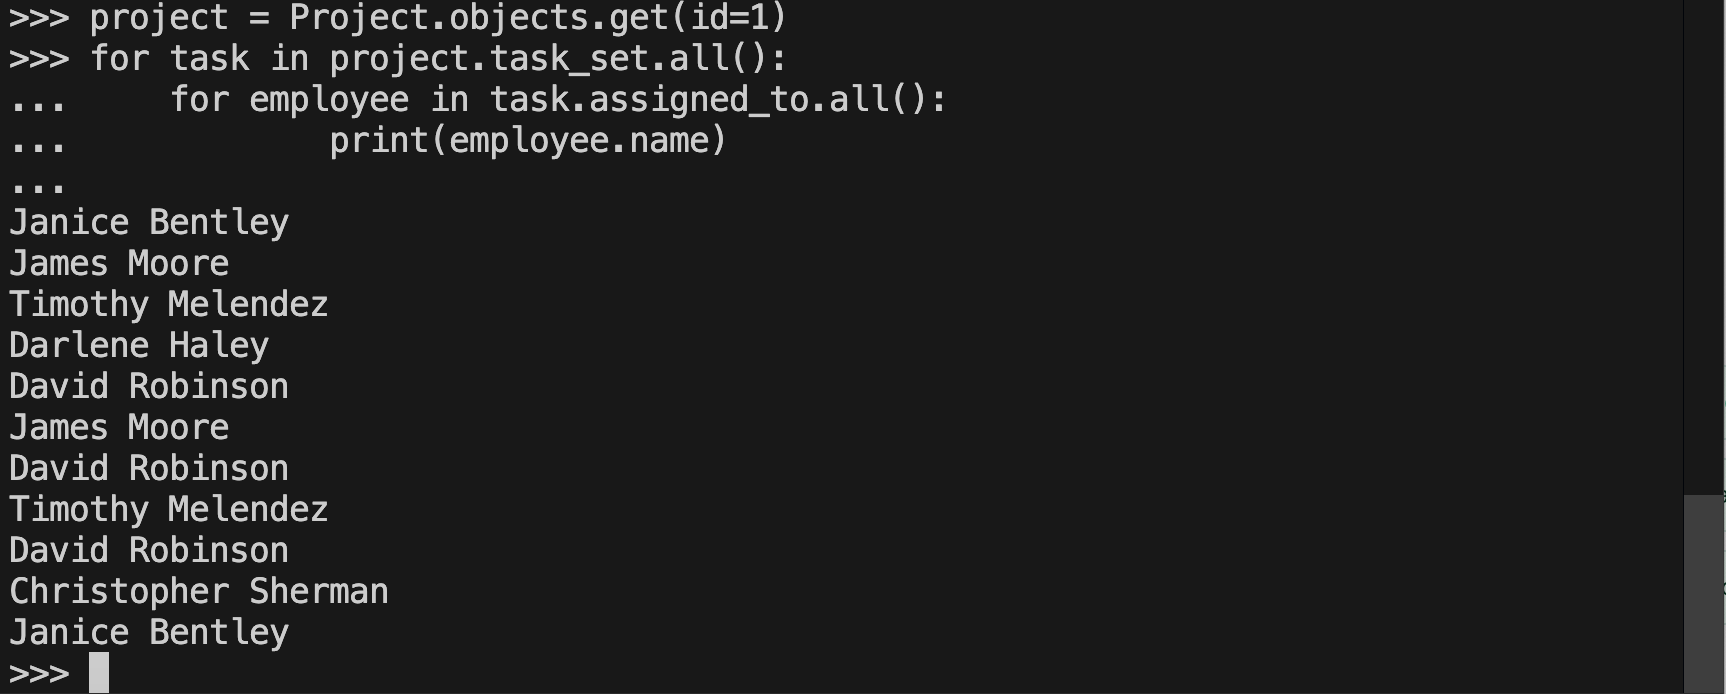 >>> project = Project.objects.get(id=1)
>>> for task in project.task_set.all():
...     for employee in task.assigned_to.all():
...             print(employee.name)
...
Janice Bentley
James Moore
Timothy Melendez
Darlene Haley
David Robinson
James Moore
David Robinson
Timothy Melendez
David Robinson
Christopher Sherman
Janice Bentley
>>>